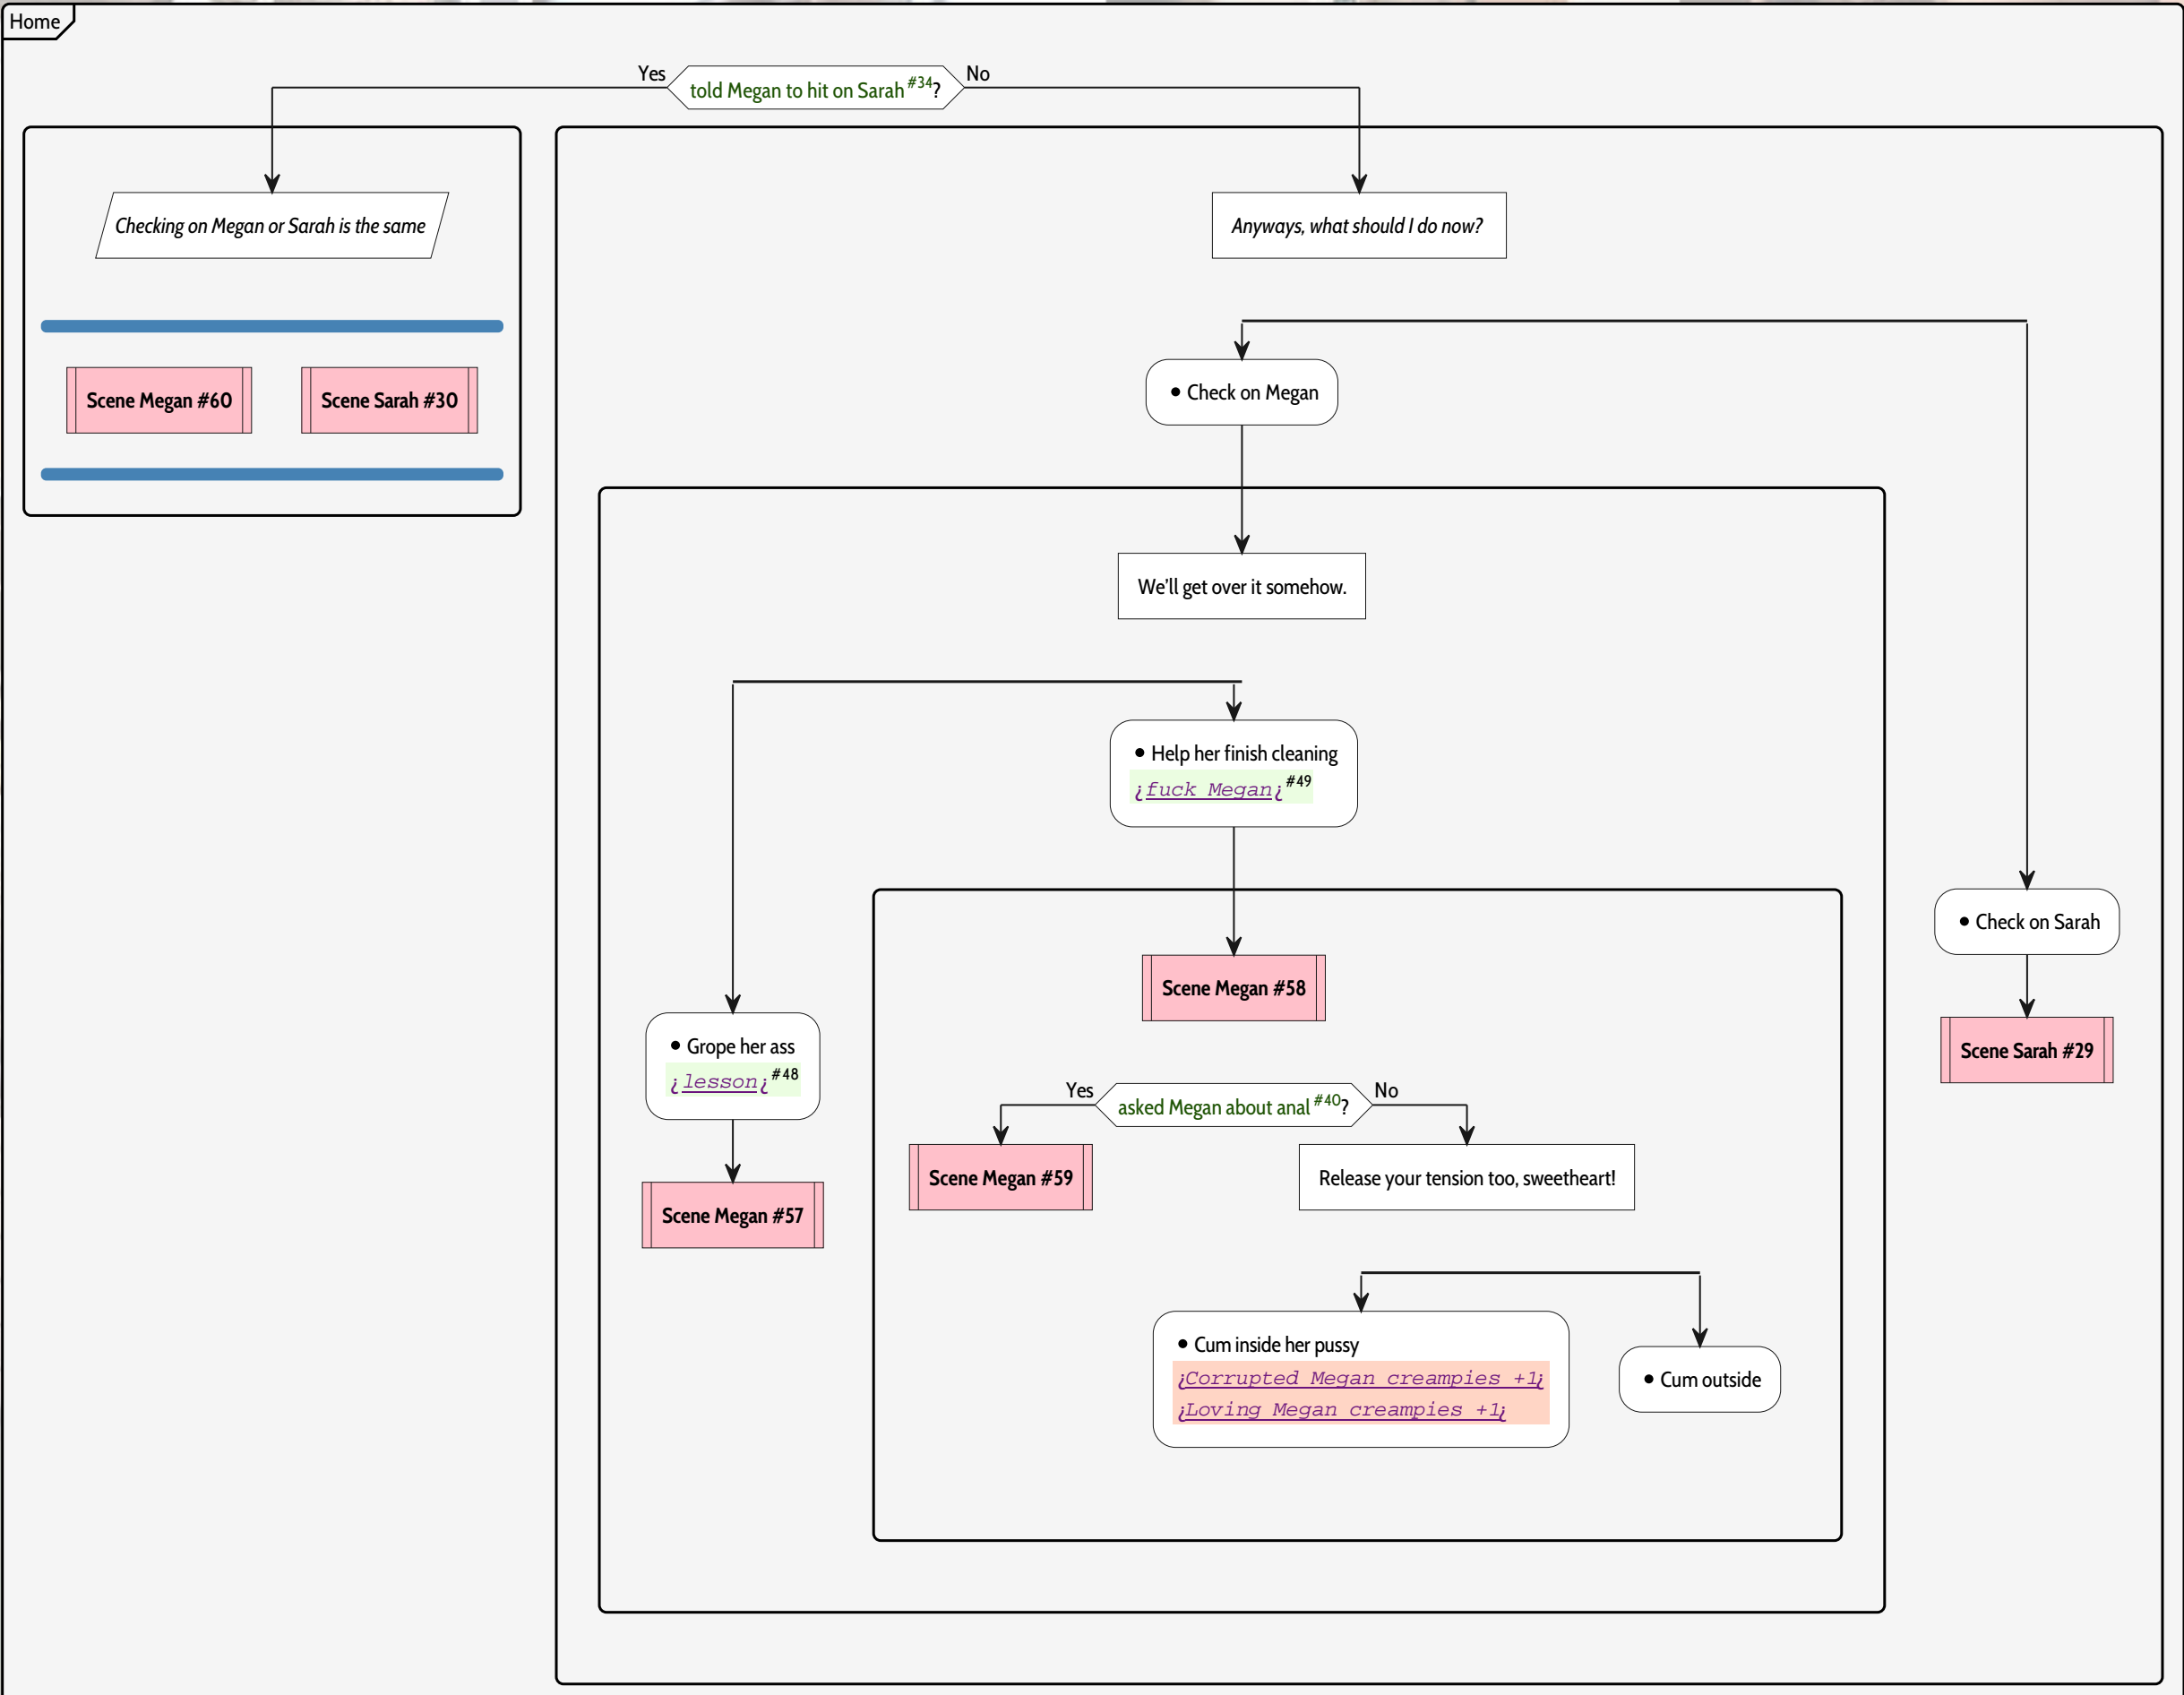 Home
Yes
told Megan to hit on Sarah #34?
No
Checking on Megan or Sarah is the same
Scene Megan #60
Scene Sarah #30
Anyways, what should I do now?
• Check on Megan
We'll get over it somehow.
• Help her finish cleaning
¿fuck Megan¿ #49
• Grope her ass
¿lesson¿ #48
Scene Megan #57
Scene Megan #58
Yes
asked Megan about anal #40?
No
Scene Megan #59
Release your tension too, sweetheart!
• Cum inside her pussy
¿Corrupted Megan creampies +1¿
¿Loving Megan creampies +1¿
• Cum outside
• Check on Sarah
Scene Sarah #29